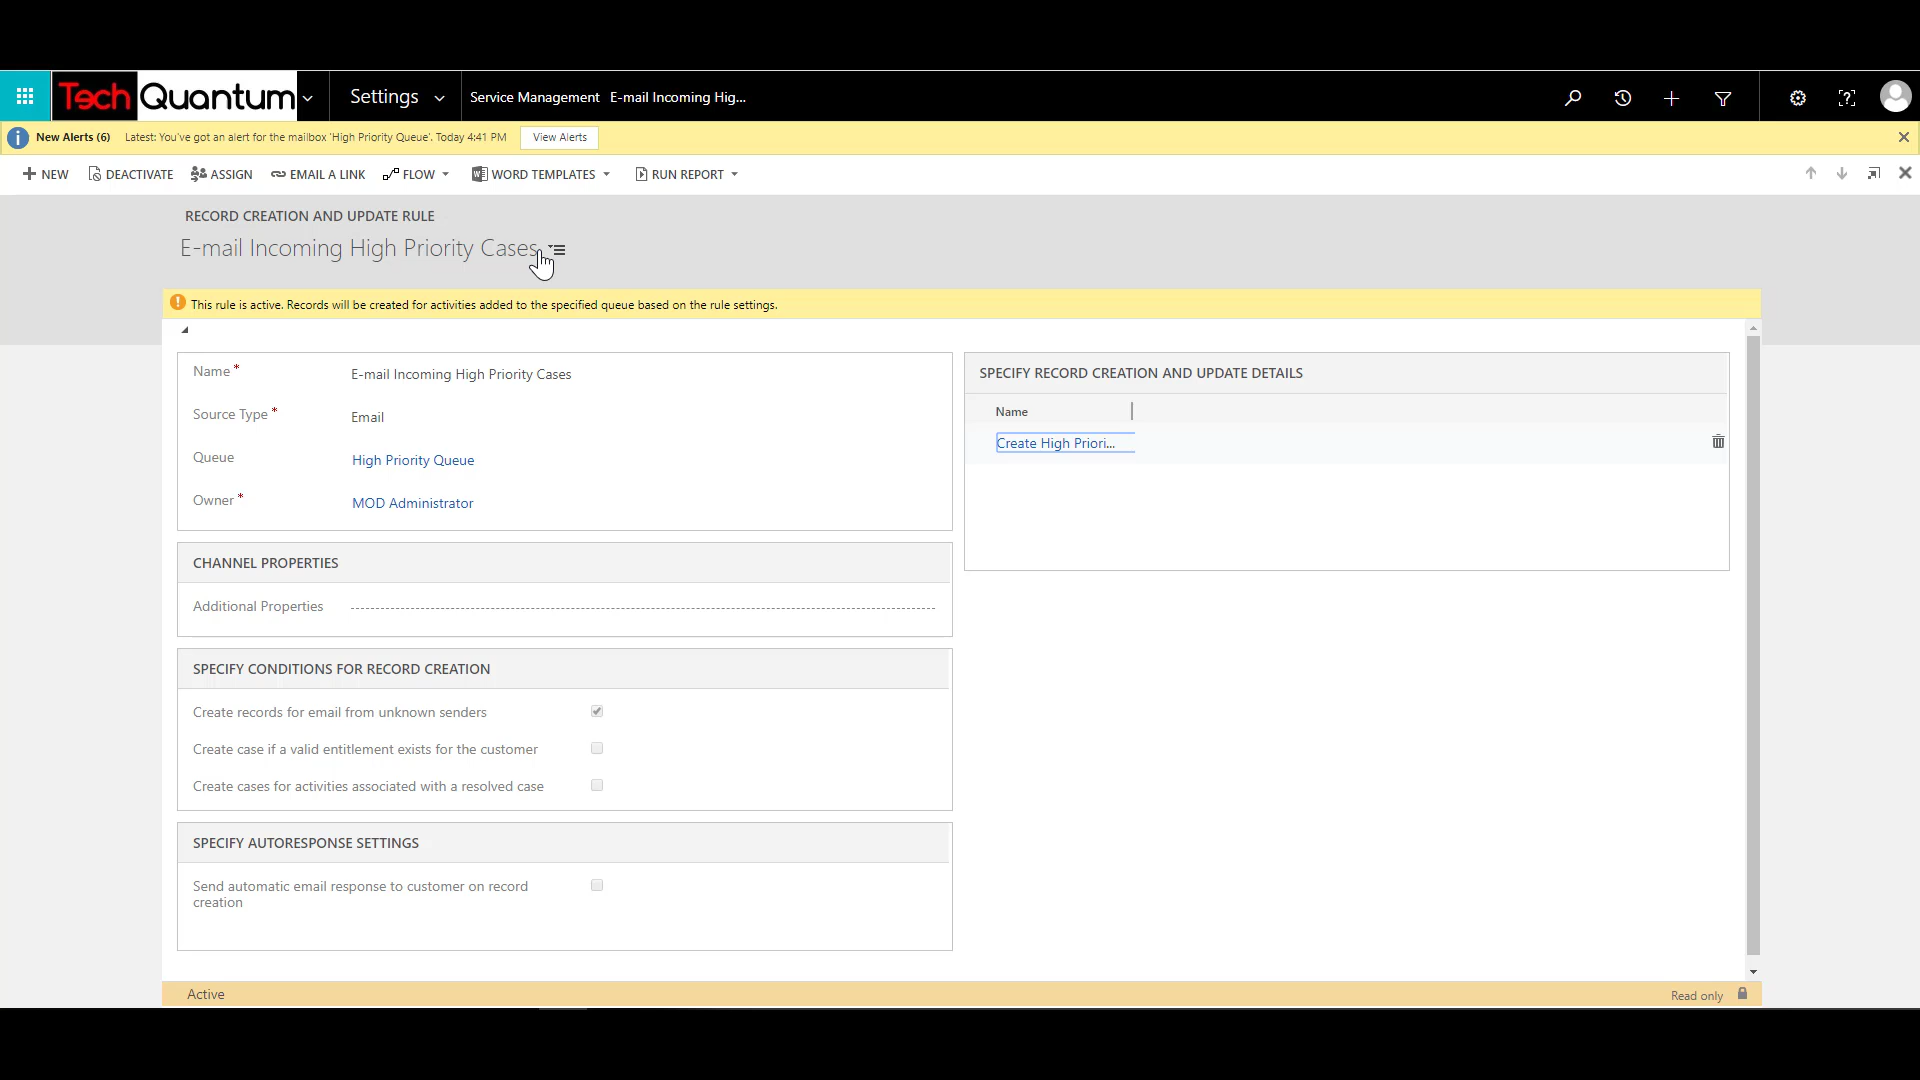 Tech Quantum
Settings
Service Management E-mail Incoming Hig...
New Alerts (6) Latest: You've got an alert for the mailbox 'High Priority Queue'. Today 4:41 PM View Alerts
NEW DEACTIVATE ASSIGN EMAIL A LINK FLOW WORD TEMPLATES RUN REPORT
RECORD CREATION AND UPDATE RULE
E-mail Incoming High Priority Cases
This rule is active. Records will be created for activities added to the specified queue based on the rule settings.
Name* E-mail Incoming High Priority Cases
Source Type* Email
Queue High Priority Queue
Owner* MOD Administrator
CHANNEL PROPERTIES
Additional Properties
SPECIFY CONDITIONS FOR RECORD CREATION
Create records for email from unknown senders
Create case if a valid entitlement exists for the customer
Create cases for activities associated with a resolved case
SPECIFY AUTORESPONSE SETTINGS
Send automatic email response to customer on record
creation
SPECIFY RECORD CREATION AND UPDATE DETAILS
Name
Create High Priori...
Active
Read only